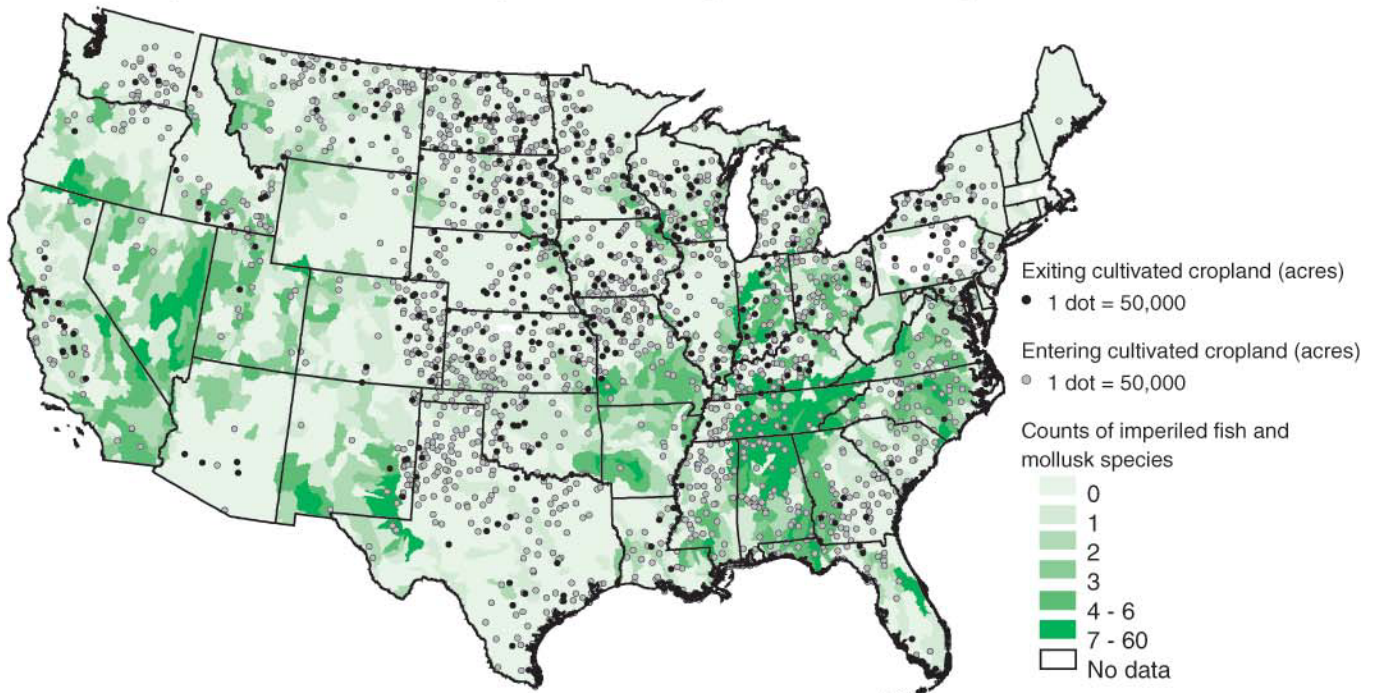 Exiting cultivated cropland (acres)
1 dot = 50,000
Entering cultivated cropland (acres)
1 dot = 50,000
Counts of imperiled fish and
mollusk species
0
1
2
3
4 - 6
7 - 60
No data